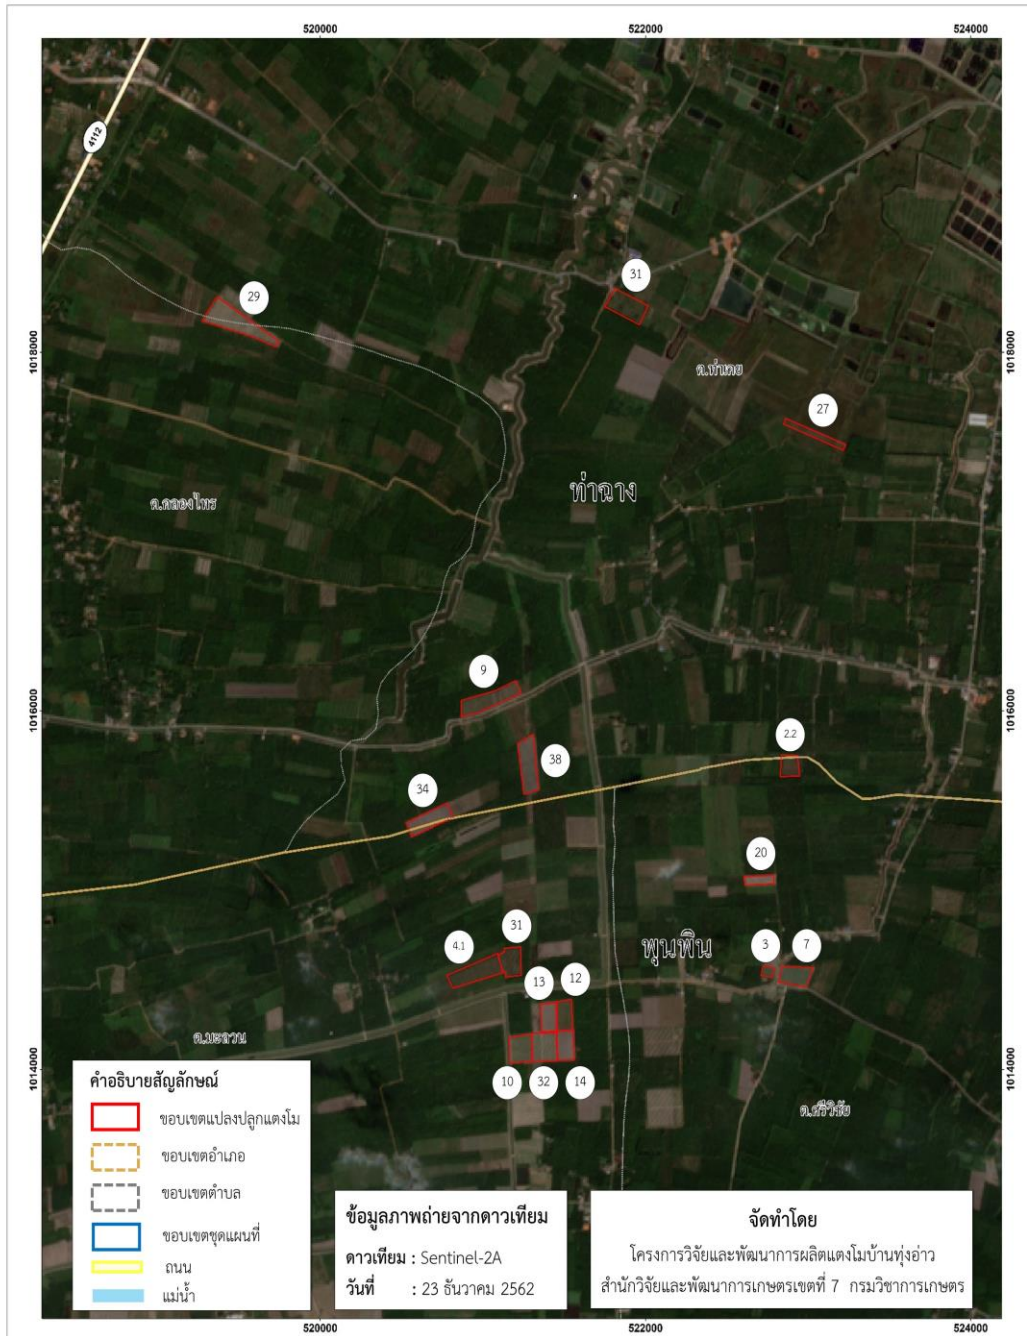 520000 522000 524000
4112
31
29
1018000 1018000
ต.ท่าเคย
27
ท่าฉาง
ต.คลองไทร
9
1016000 1016000
2.2
38
34
20
31
พุนพิน
4.1
3 7
13 12
ต.มะลวน
1014000 1014000
10 32 14
ต.ศรีวิชัย
คำอธิบายสัญลักษณ์
ขอบเขตแปลงปลูกแตงโม
ขอบเขตอำเภอ
ขอบเขตตำบล
ขอบเขตชุดแผนที่
ถนน
แม่น้ำ
ข้อมูลภาพถ่ายจากดาวเทียม
ดาวเทียม : Sentinel-2A
วันที่ : 23 ธันวาคม 2562
จัดทำโดย
โครงการวิจัยและพัฒนาการผลิตแตงโมบ้านทุ่งอ่าว
สำนักวิจัยและพัฒนาการเกษตรเขตที่ 7 กรมวิชาการเกษตร
520000 522000 524000